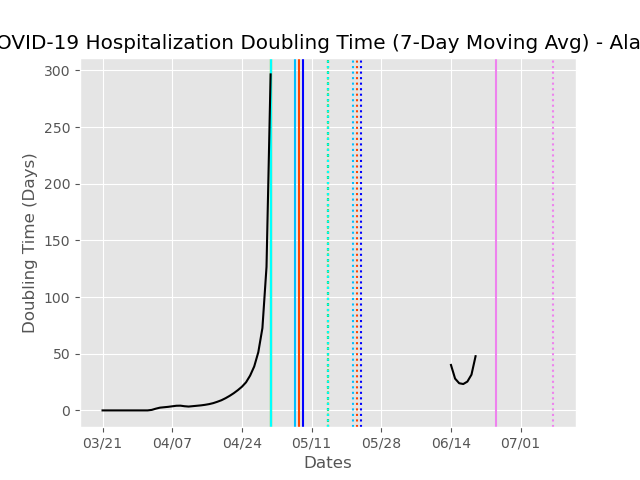 OVID-19 Hospitalization Doubling Time (7-Day Moving Avg) - Ala
300
250
200
150
100
50
0
Doubling Time (Days)
03/21 04/07 04/24 05/11 05/28 06/14 07/01
Dates